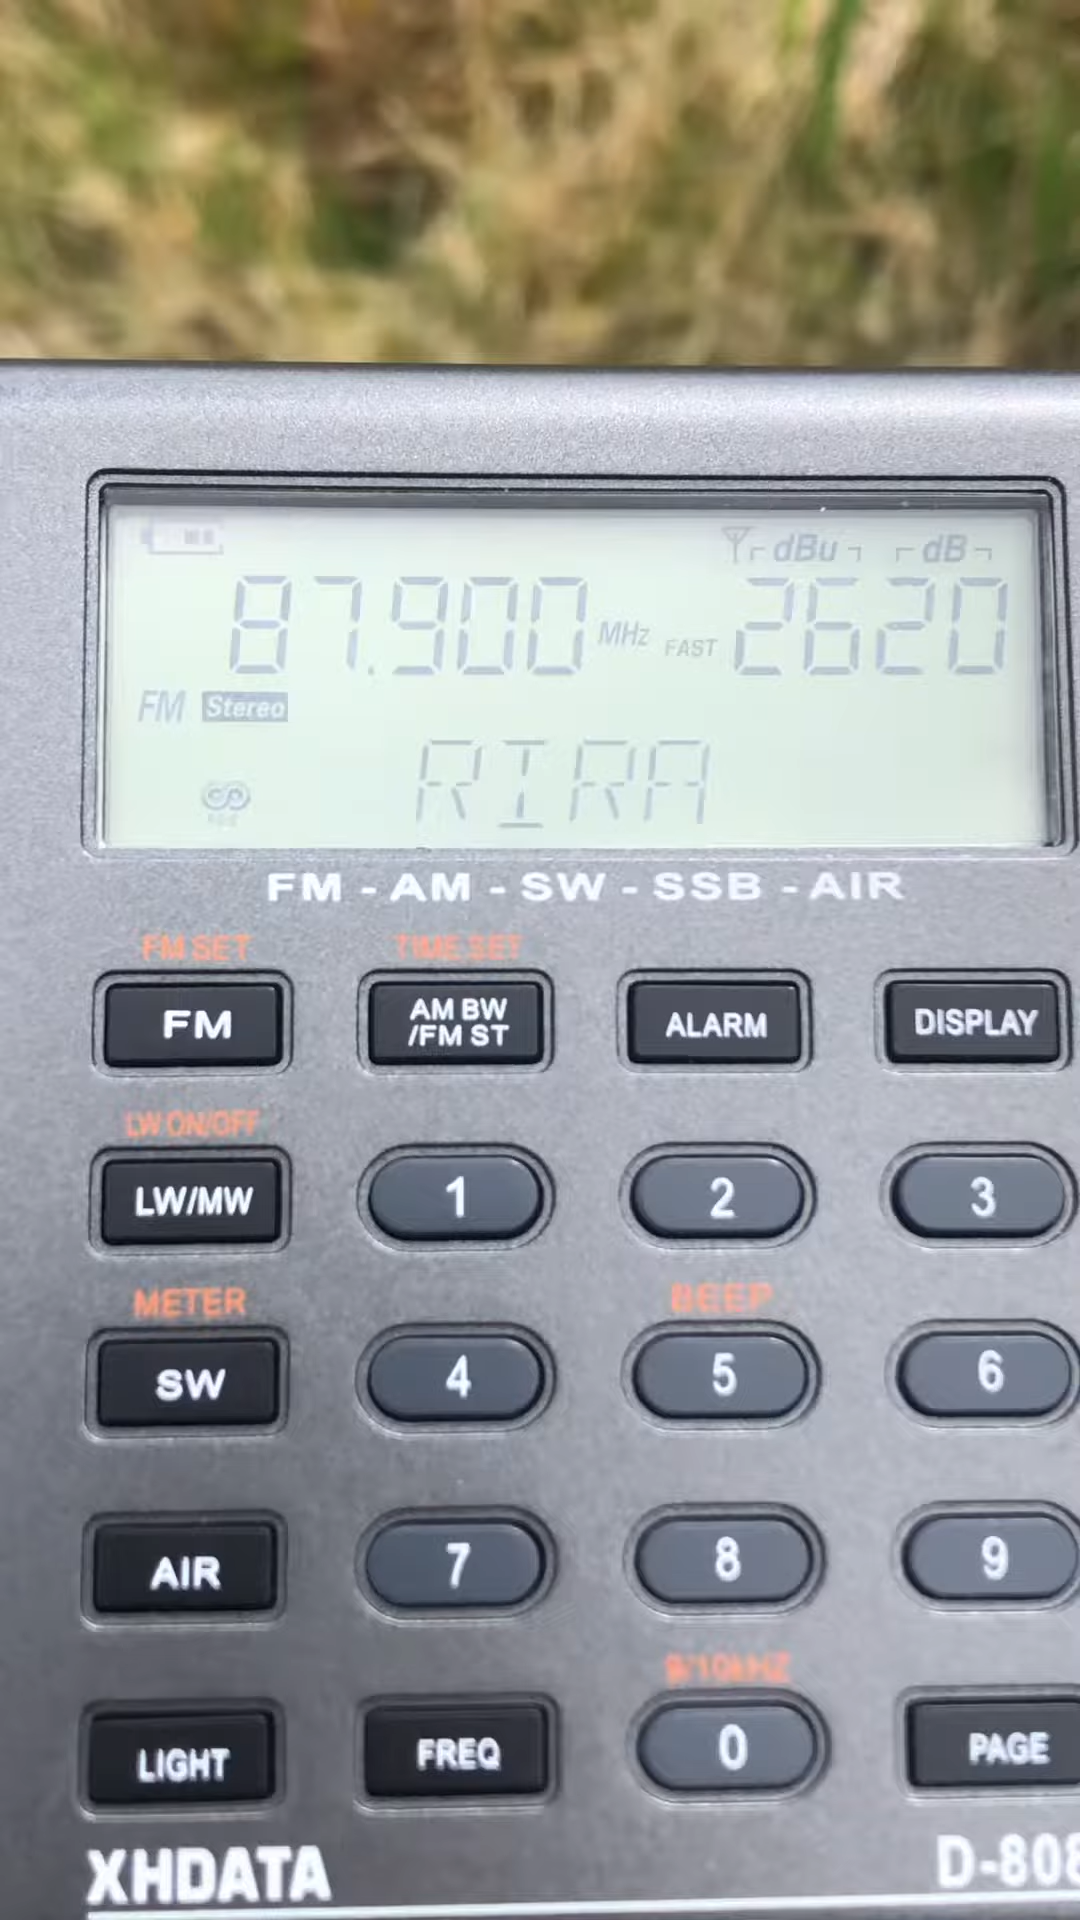 dBu dB
87.900 MHz FAST 2620
FM Stereo
RIRA
FM - AM - SW - SSB - AIR
FM SET TIME SET
FM AM BW /FM ST ALARM DISPLAY
LW ON/OFF
LW/MW 1 2 3
METER BEEP
SW 4 5 6
AIR 7 8 9
9/10kHZ
LIGHT FREQ 0 PAGE
XHDATA D-808